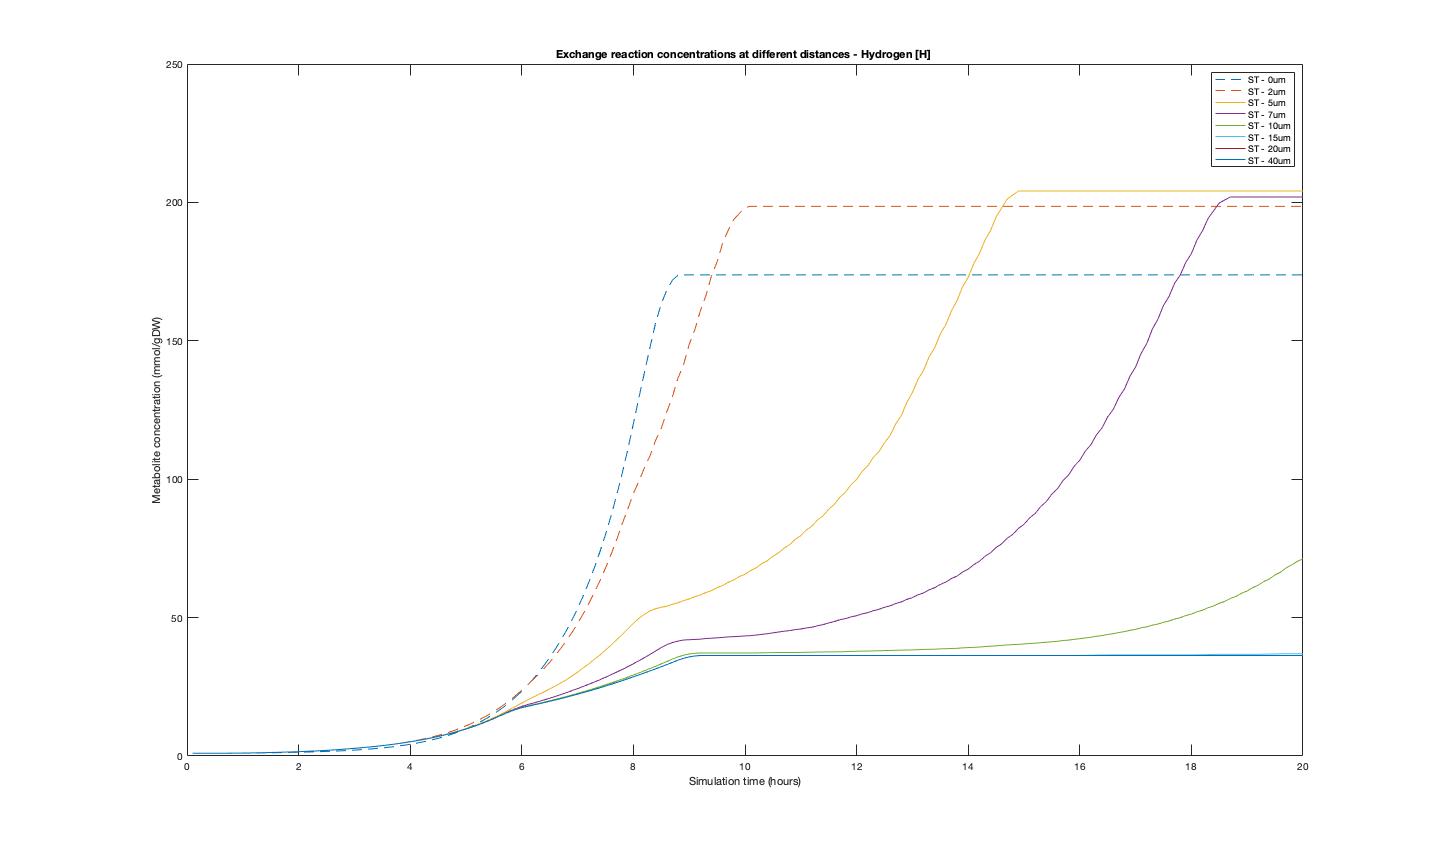 Exchange reaction concentrations at different distances - Hydrogen [H]
250
200
150
100
50
0
Metabolite concentration (mmol/gDW)
ST - 0um
ST - 2um
ST - 5um
ST - 7um
ST - 10um
ST - 15um
ST - 20um
ST - 40um
0 2 4 6 8 10 12 14 16 18 20
Simulation time (hours)